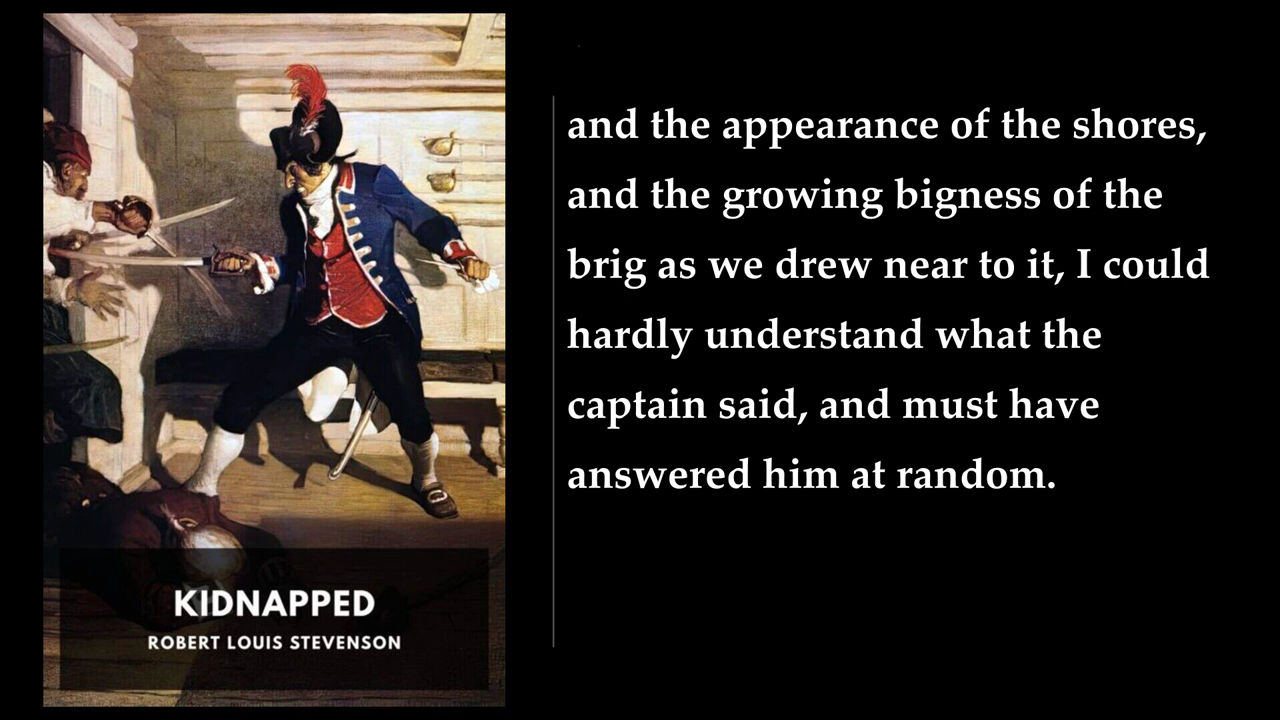 KIDNAPPED
ROBERT LOUIS STEVENSON
and the appearance of the shores,
and the growing bigness of the
brig as we drew near to it, I could
hardly understand what the
captain said, and must have
answered him at random.